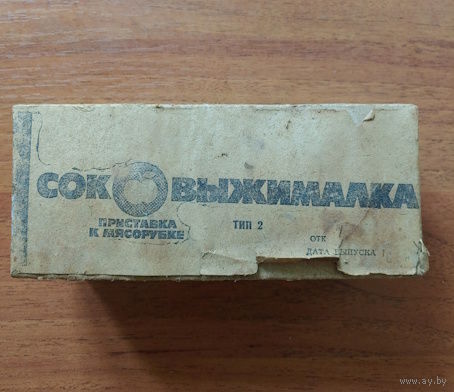 СОКОВЫЖИМАЛКА
ПРИСТАВКА
К МЯСОРУБКЕ
ТИП 2
ОТК
ДАТА ВЫПУСКА
www.ay.by